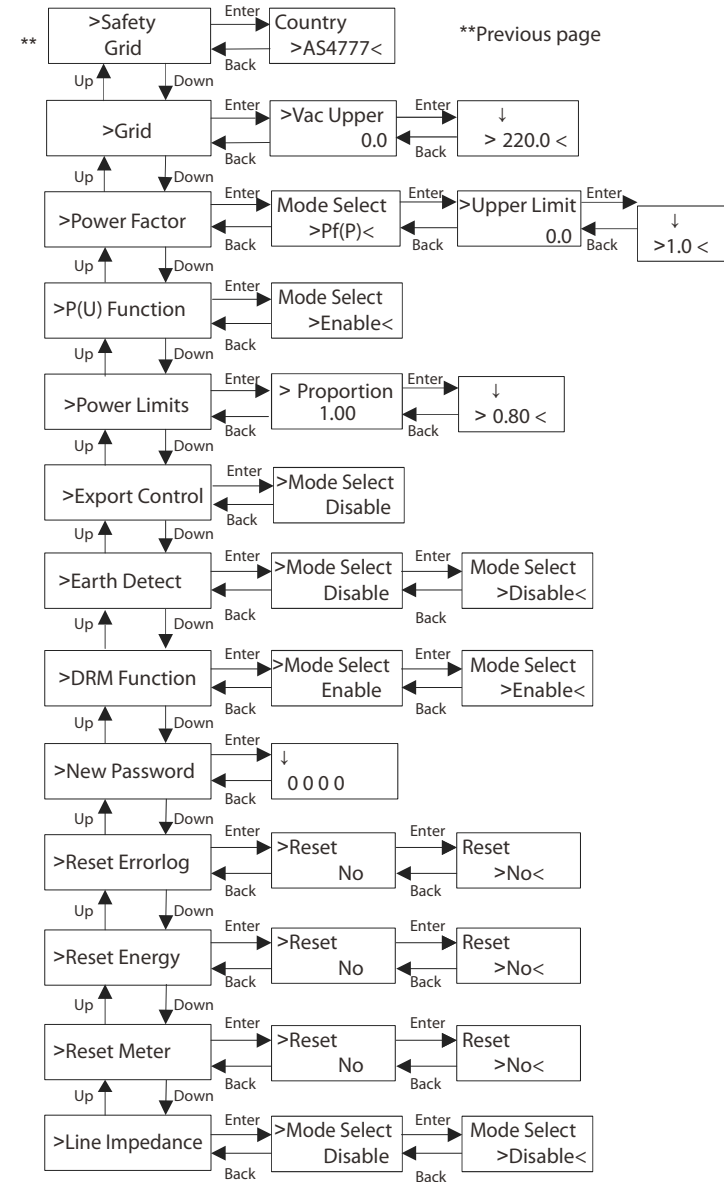 >Safety
Grid
Enter
Back
Country
>AS4777<
**Previous page
**
Up
Down
>Grid
Enter
Back
>Vac Upper
0.0
Enter
Back
↓
> 220.0 <
Up
Down
>Power Factor
Enter
Back
Mode Select
>Pf(P)<
Enter
Back
>Upper Limit
0.0
Enter
Back
↓
>1.0 <
Up
Down
>P(U) Function
Enter
Back
Mode Select
>Enable<
Up
Down
>Power Limits
Enter
Back
> Proportion
1.00
Enter
Back
↓
> 0.80 <
Up
Down
>Export Control
Enter
Back
>Mode Select
Disable
Up
Down
>Earth Detect
Enter
Back
>Mode Select
Disable
Enter
Back
Mode Select
>Disable<
Up
Down
>DRM Function
Enter
Back
>Mode Select
Enable
Enter
Back
Mode Select
>Enable<
Up
Down
>New Password
Enter
Back
↓
0 0 0 0
Up
Down
>Reset Errorlog
Enter
Back
>Reset
No
Enter
Back
Reset
>No<
Up
Down
>Reset Energy
Enter
Back
>Reset
No
Enter
Back
Reset
>No<
Up
Down
>Reset Meter
Enter
Back
>Reset
No
Enter
Back
Reset
>No<
Up
Down
>Line Impedance
Enter
Back
>Mode Select
Disable
Enter
Back
Mode Select
>Disable<